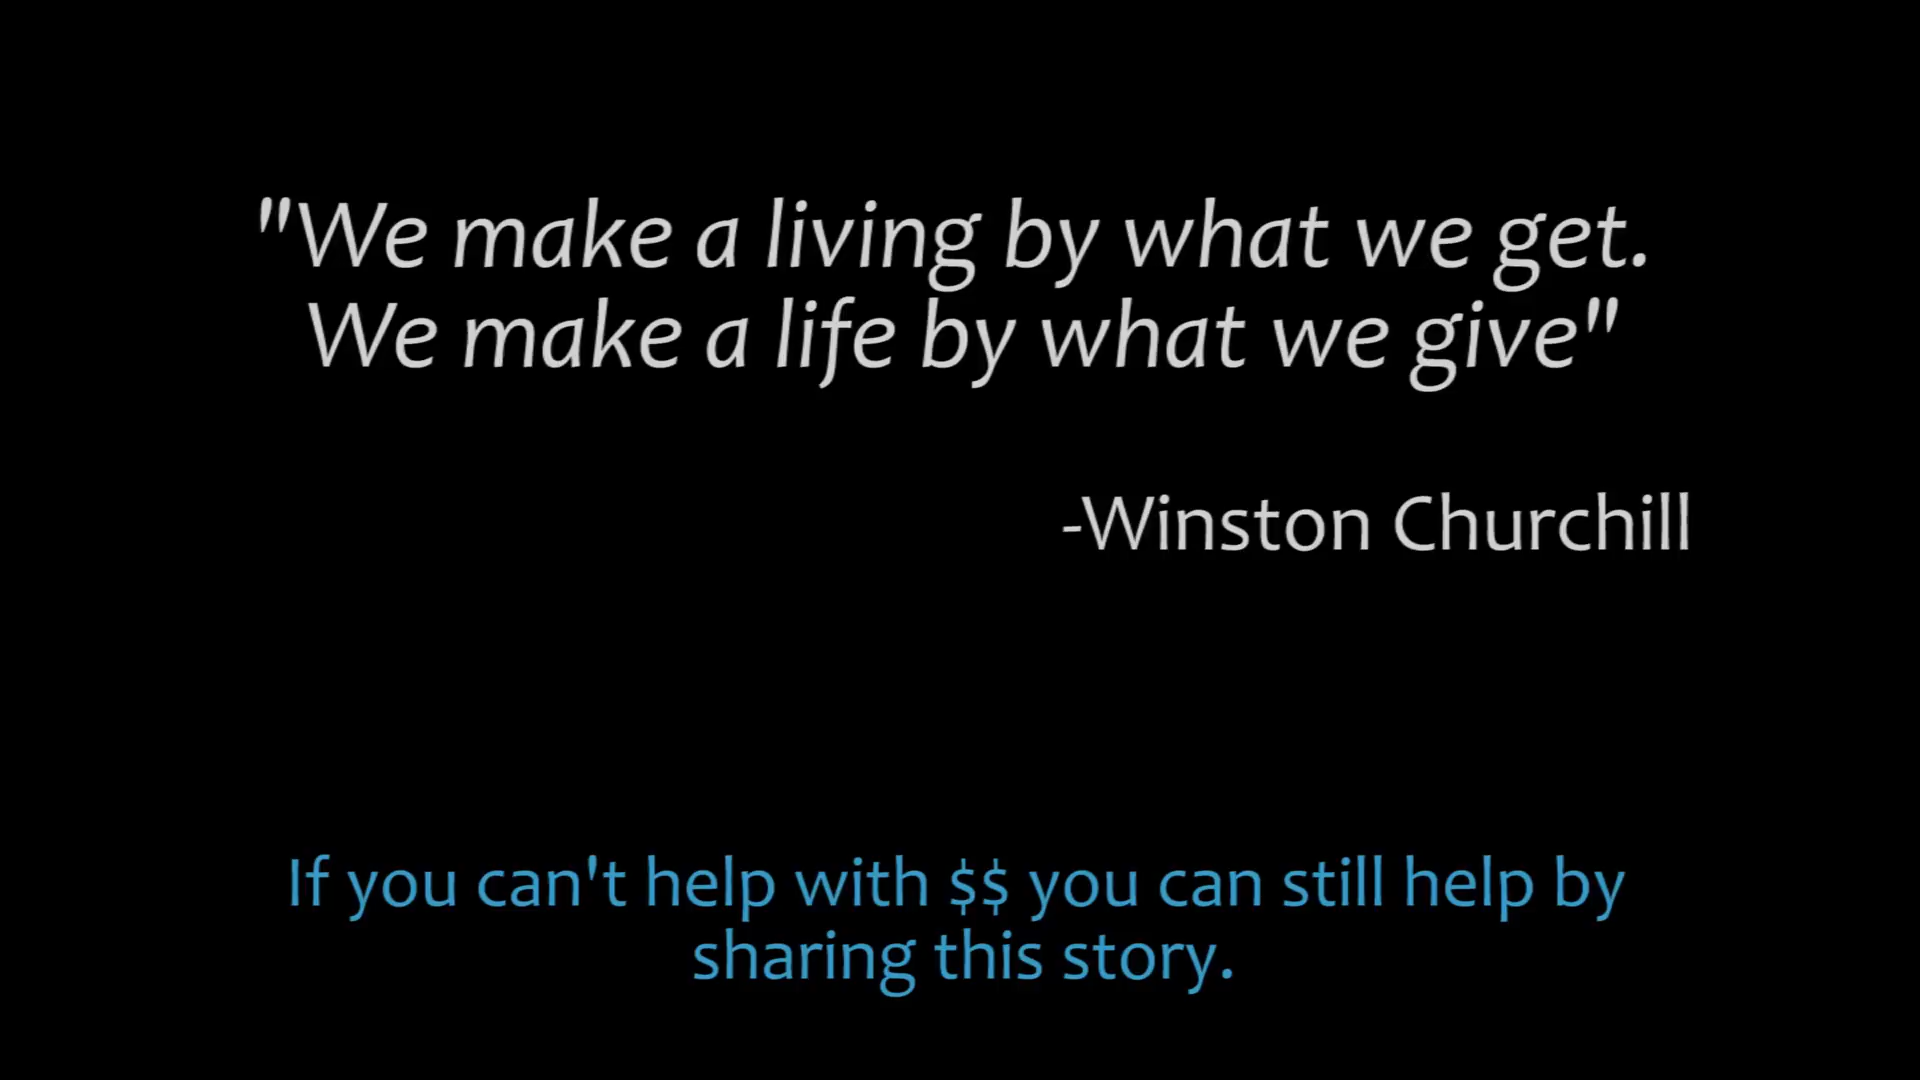 "We make a living by what we get.
We make a life by what we give"
-Winston Churchill
If you can't help with $$ you can still help by
sharing this story.